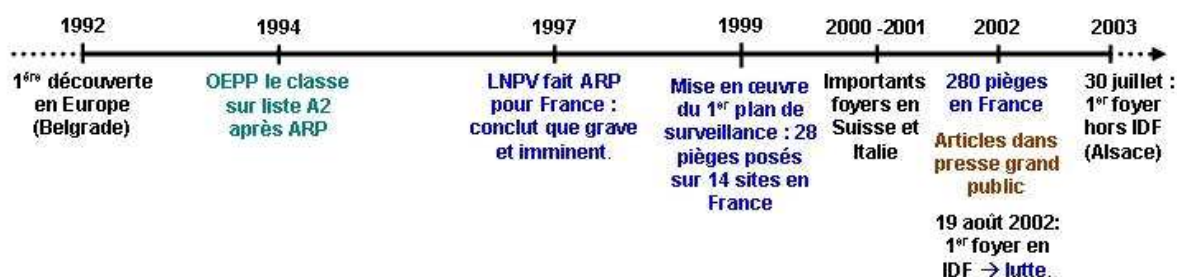 1992
1994
1997
1999
2000 -2001
2002
2003
1ére découverte
en Europe
(Belgrade)
OEPP le classe
sur liste A2
après ARP
LNPV fait ARP
pour France :
conclut que grave
et imminent.
Mise en œuvre
du 1er plan de
surveillance : 28
pièges posés
sur 14 sites en
France
Importants
foyers en
Suisse et
Italie
280 pièges
en France
Articles dans
presse grand
public
19 août 2002:
1er foyer en
IDF → lutte.
30 juillet :
1er foyer
hors IDF
(Alsace)